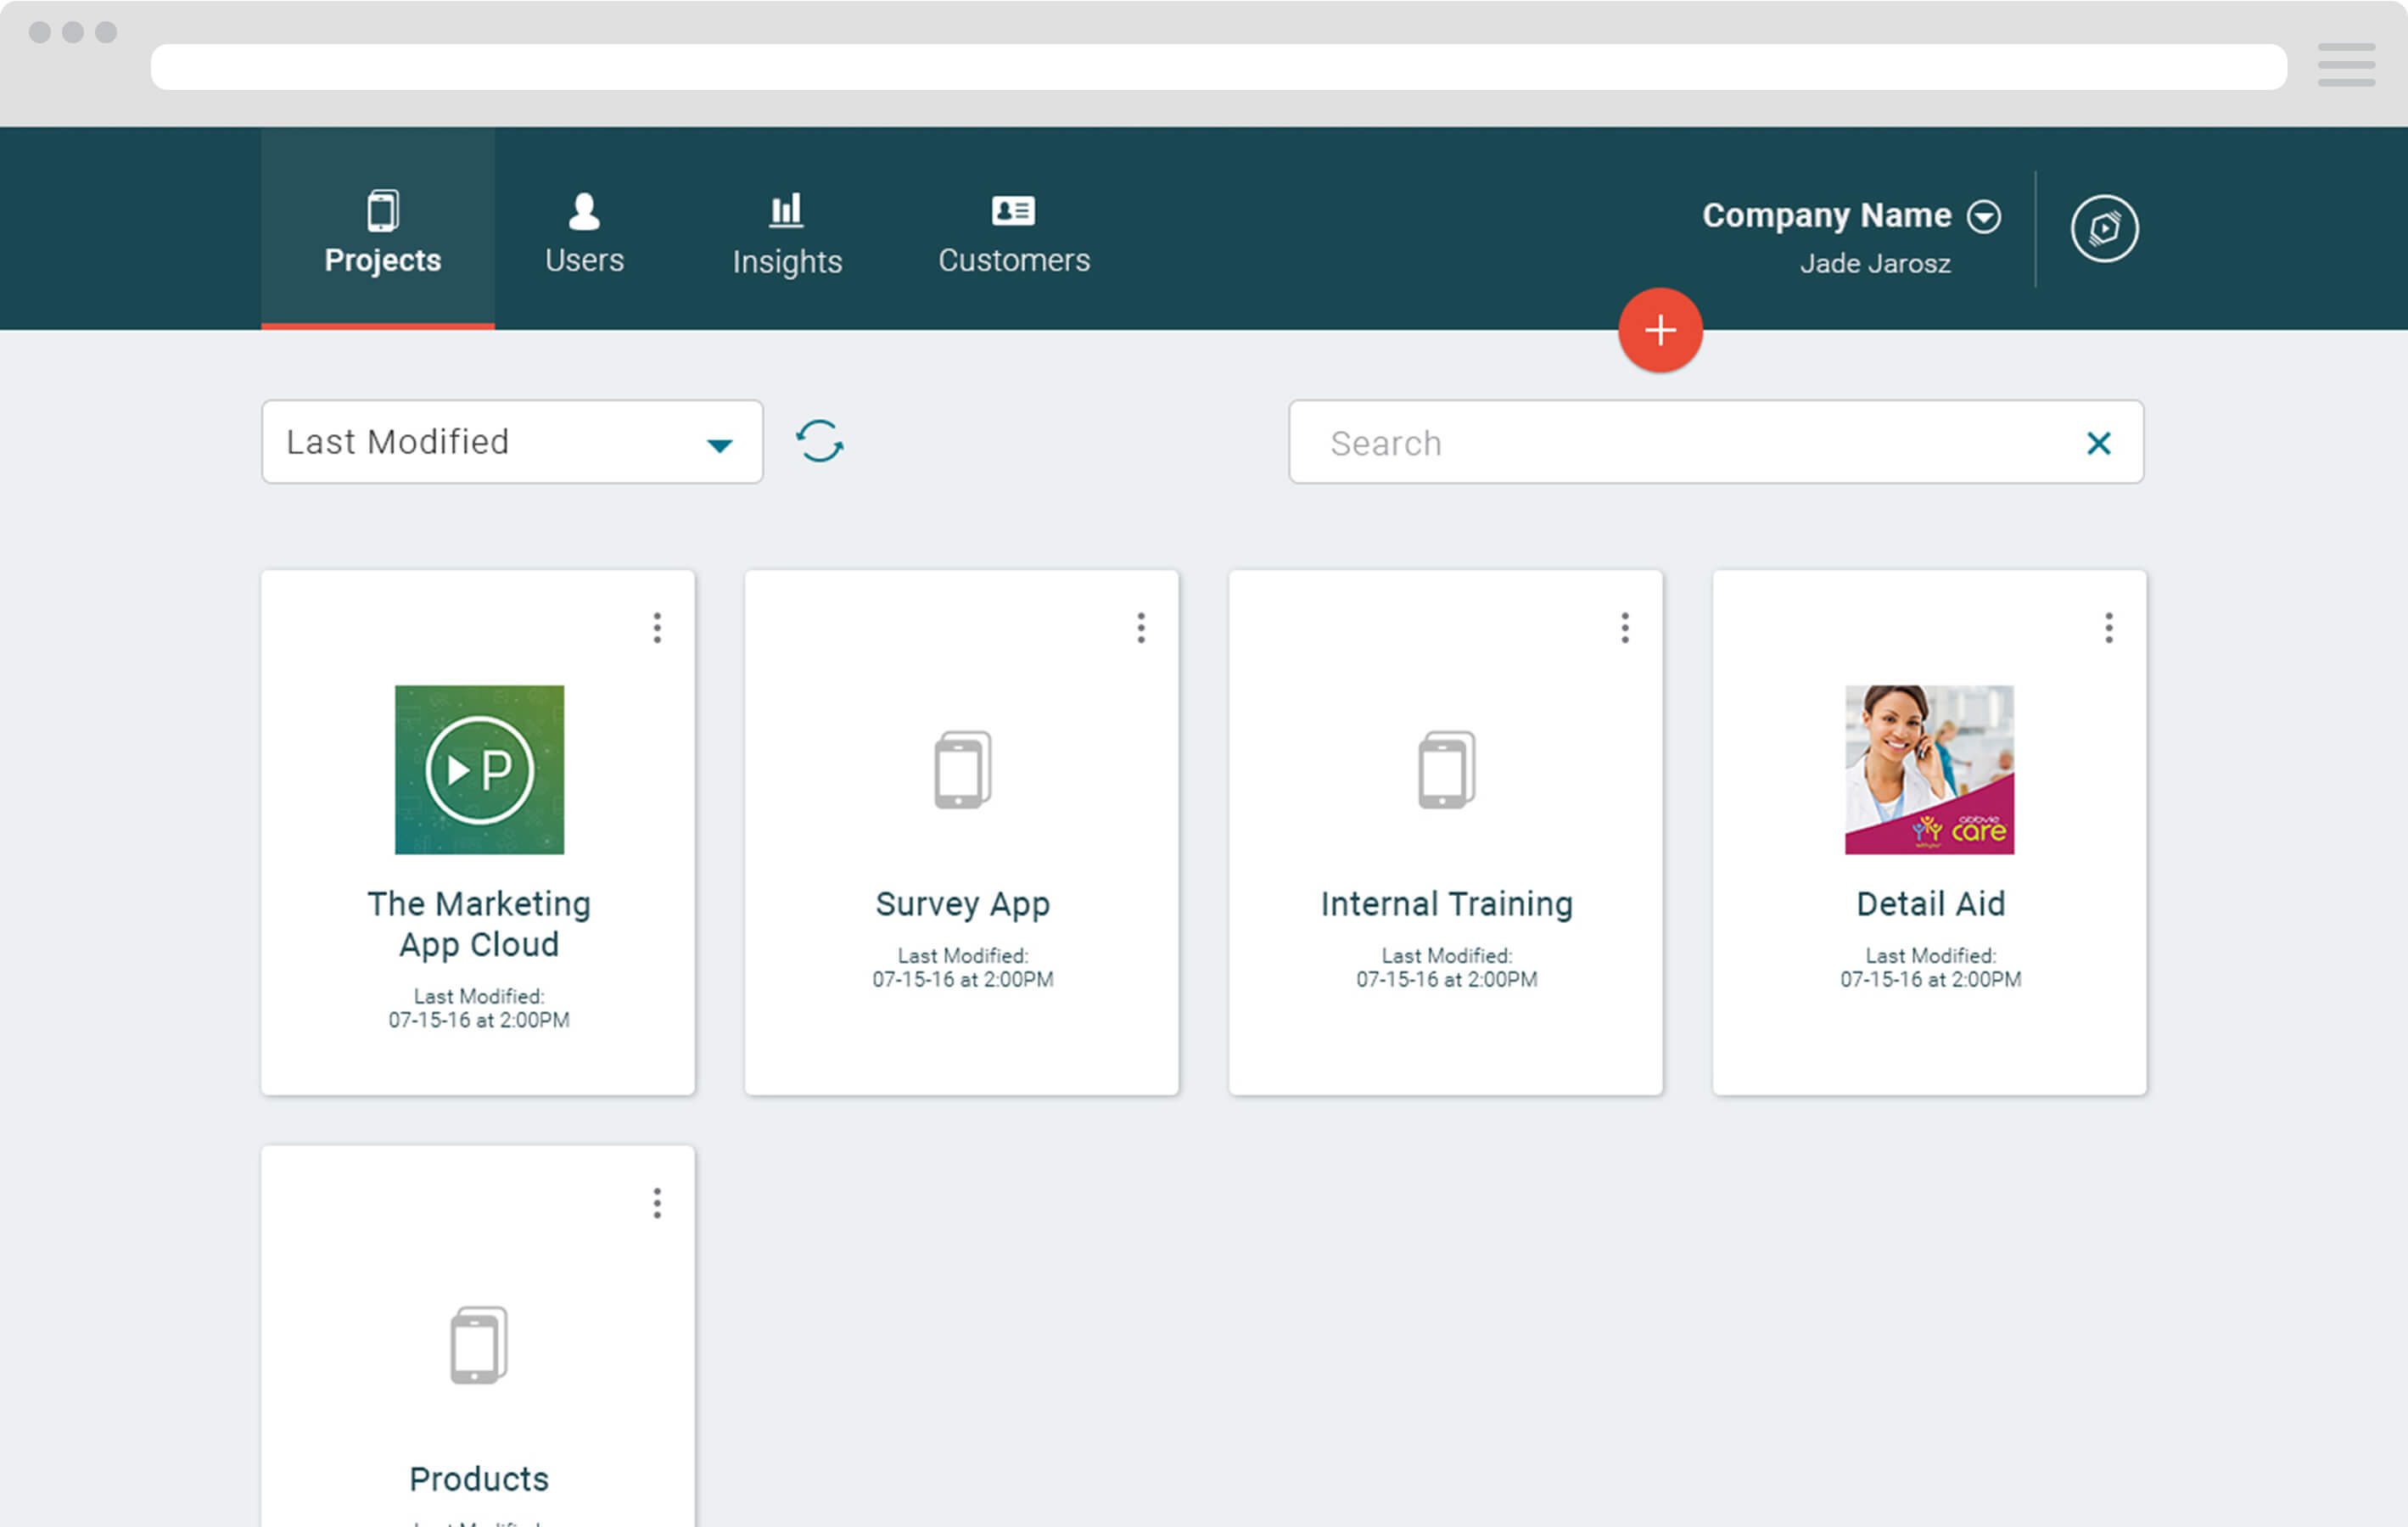 Projects
Users
Insights
Customers
Company Name
Jade Jarosz
Last Modified
Search
P
The Marketing
App Cloud
Last Modified:
07-15-16 at 2:00PM
Survey App
Last Modified:
07-15-16 at 2:00PM
Internal Training
Last Modified:
07-15-16 at 2:00PM
abbvie
care
Detail Aid
Last Modified:
07-15-16 at 2:00PM
Products